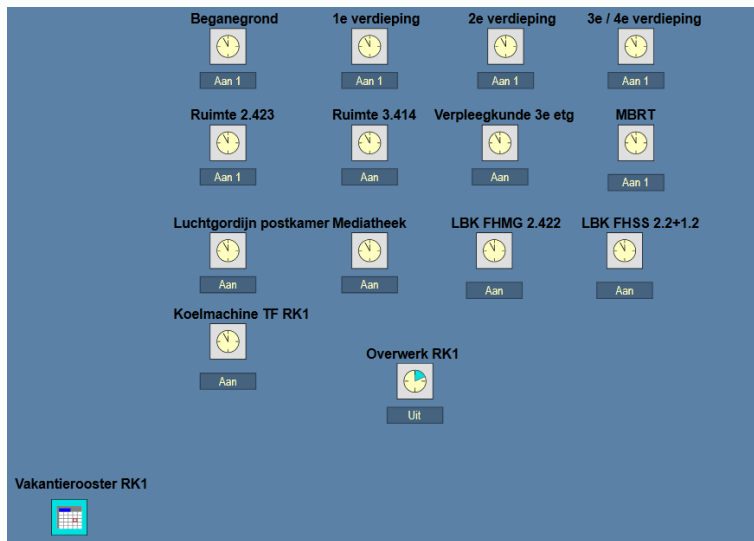 Beganegrond 1e verdieping 2e verdieping 3e / 4e verdieping
Aan 1 Aan 1 Aan 1 Aan 1
Ruimte 2.423 Ruimte 3.414 Verpleegkunde 3e etg MBRT
Aan 1 Aan Aan Aan 1
Luchtgordijn postkamer Mediatheek LBK FHMG 2.422 LBK FHSS 2.2+1.2
Aan Aan Aan Aan
Koelmachine TF RK1
Aan
Overwerk RK1
Uit
Vakantierooster RK1